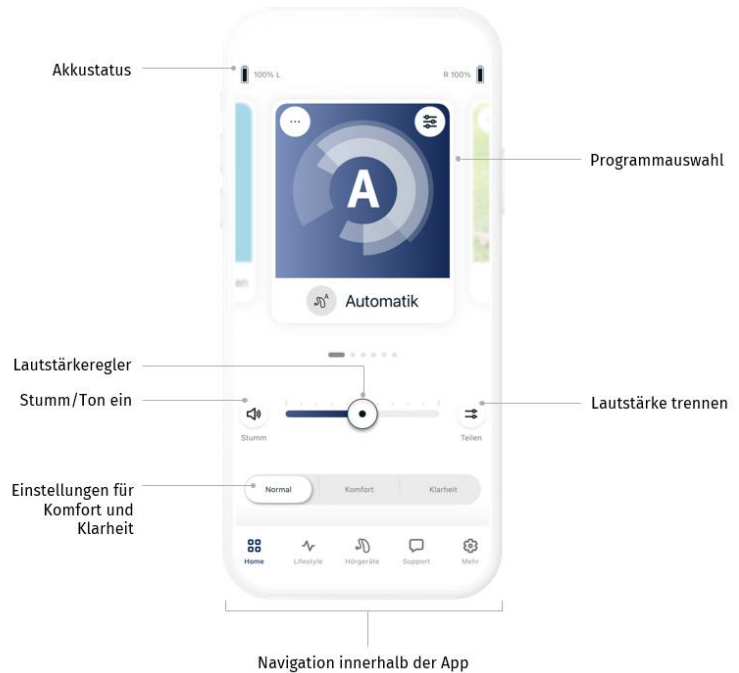 Akkustatus
100% L
R 100%
Programmauswahl
A
A
Automatik
Lautstärkeregler
Stumm/Ton ein
Lautstärke trennen
Stumm
Teilen
Einstellungen für
Komfort und
Klarheit
Normal
Komfort
Klarheit
Home
Lifestyle
Hörgeräte
Support
Mehr
Navigation innerhalb der App